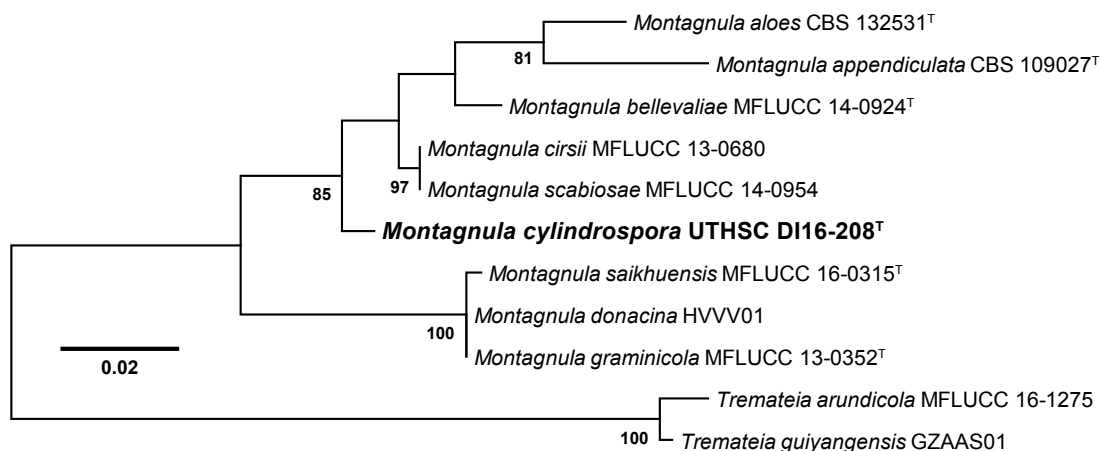 Montagnula aloes CBS 132531ᵀ
81
Montagnula appendiculata CBS 109027ᵀ
Montagnula bellevaliae MFLUCC 14-0924ᵀ
Montagnula cirsii MFLUCC 13-0680
97
Montagnula scabiosae MFLUCC 14-0954
85
Montagnula cylindrospora UTHSC DI16-208ᵀ
Montagnula saikhuensis MFLUCC 16-0315ᵀ
Montagnula donacina HVVV01
100
Montagnula graminicola MFLUCC 13-0352ᵀ
0.02
Tremateia arundicola MFLUCC 16-1275
100
Tremateia guiyangensis GZAAS01